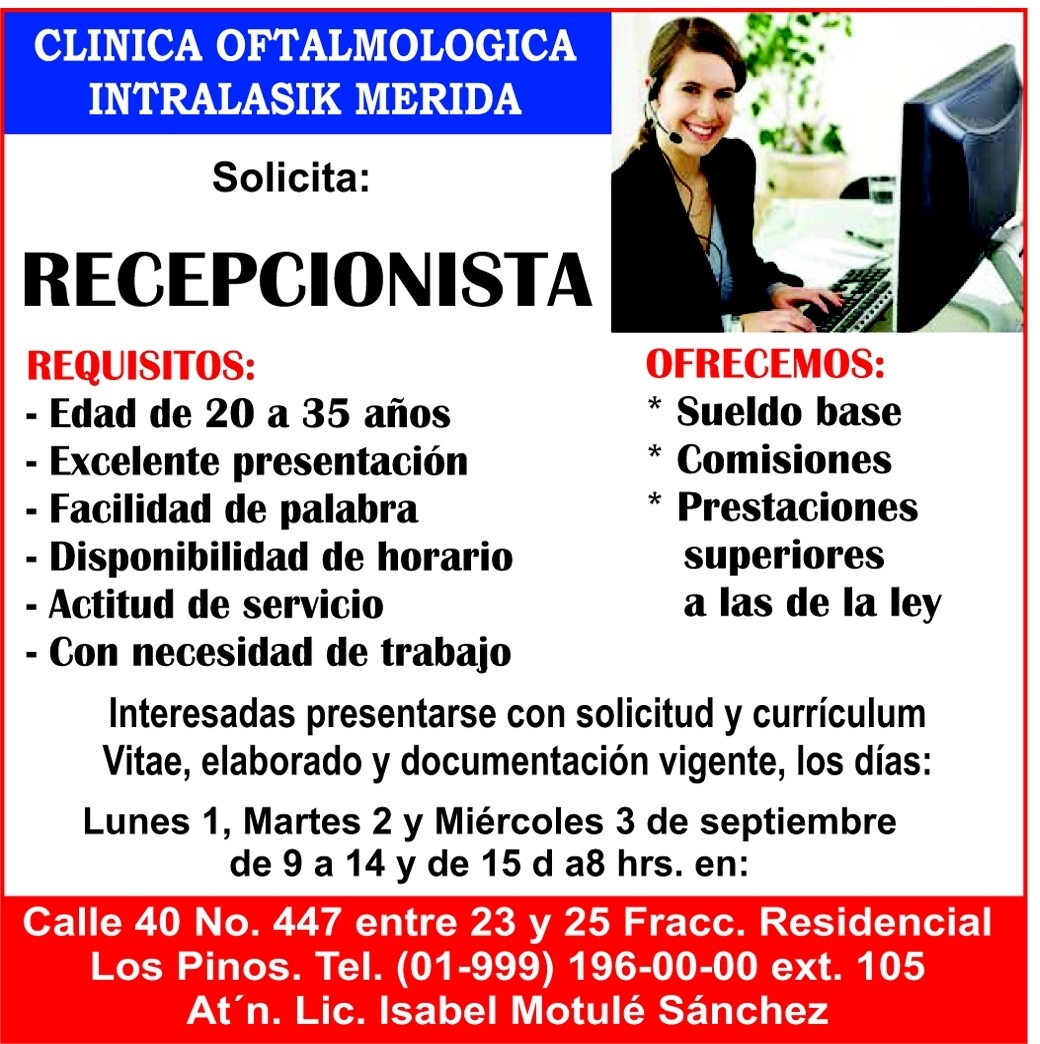 CLINICA OFTALMOLOGICA
INTRALASIK MERIDA
Solicita:
RECEPCIONISTA
REQUISITOS:
- Edad de 20 a 35 años
- Excelente presentación
- Facilidad de palabra
- Disponibilidad de horario
- Actitud de servicio
- Con necesidad de trabajo
OFRECEMOS:
* Sueldo base
* Comisiones
* Prestaciones
superiores
a las de la ley
Interesadas presentarse con solicitud y currículum
Vitae, elaborado y documentación vigente, los días:
Lunes 1, Martes 2 y Miércoles 3 de septiembre
de 9 a 14 y de 15 d a8 hrs. en:
Calle 40 No. 447 entre 23 y 25 Fracc. Residencial
Los Pinos. Tel. (01-999) 196-00-00 ext. 105
At´n. Lic. Isabel Motulé Sánchez